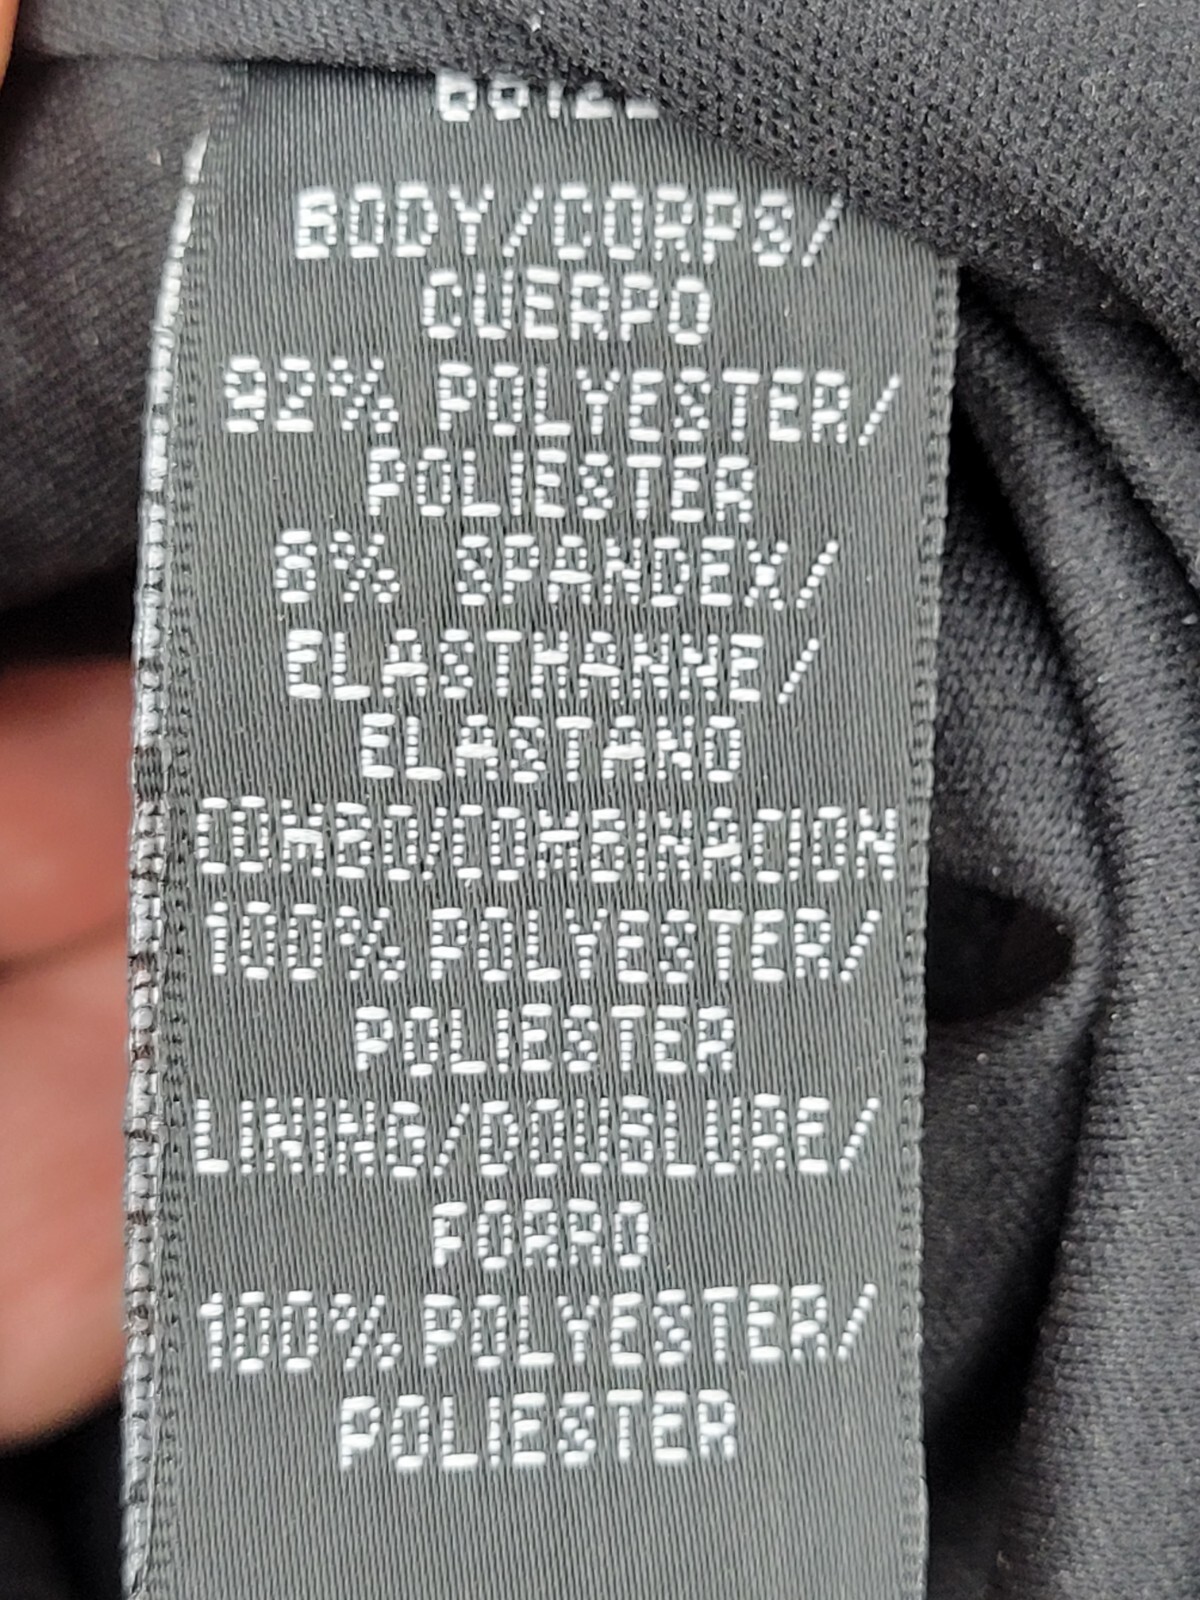 BODY/CORPS/
CUERPO
92% POLYESTER/
POLIESTER
8% SPANDEX/
ELASTHANNE/
ELASTANO
COMBO/COMBINACION
100% POLYESTER/
POLIESTER
LINING/DOUBLURE/
FORRO
100% POLYESTER/
POLIESTER